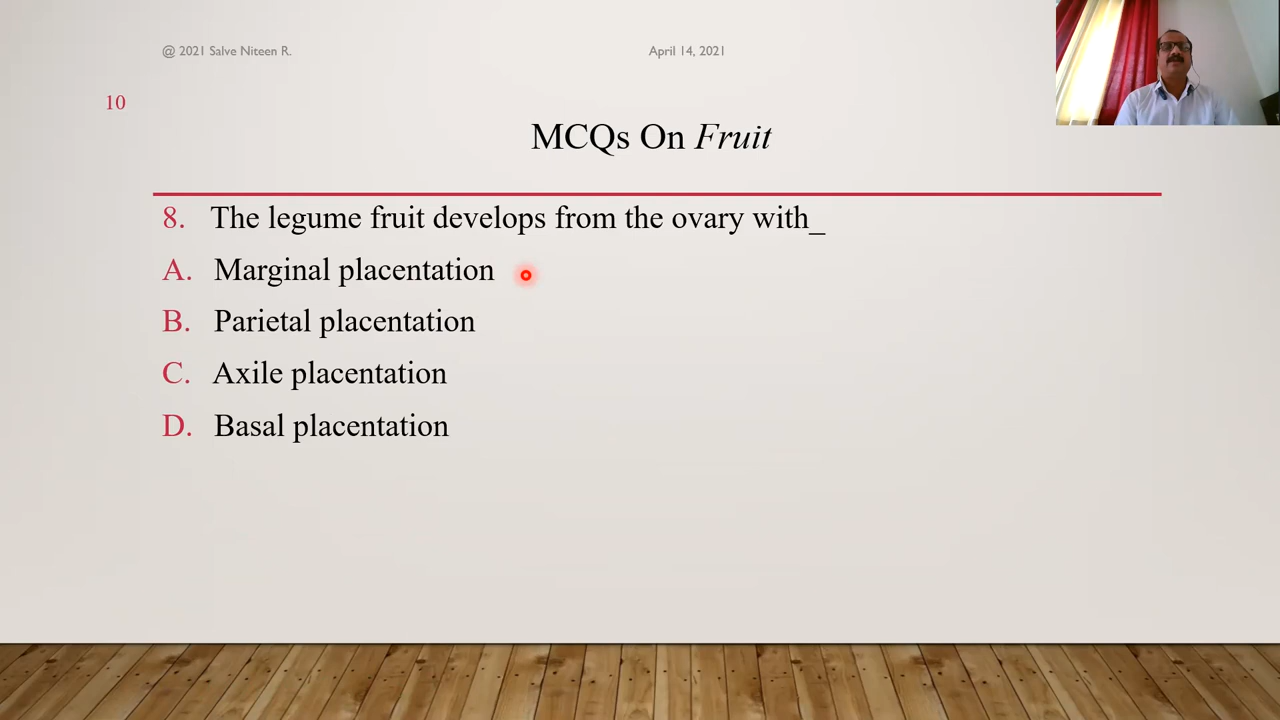 @ 2021 Salve Niteen R.
April 14, 2021
10
MCQs On Fruit
8. The legume fruit develops from the ovary with_
A. Marginal placentation
B. Parietal placentation
C. Axile placentation
D. Basal placentation